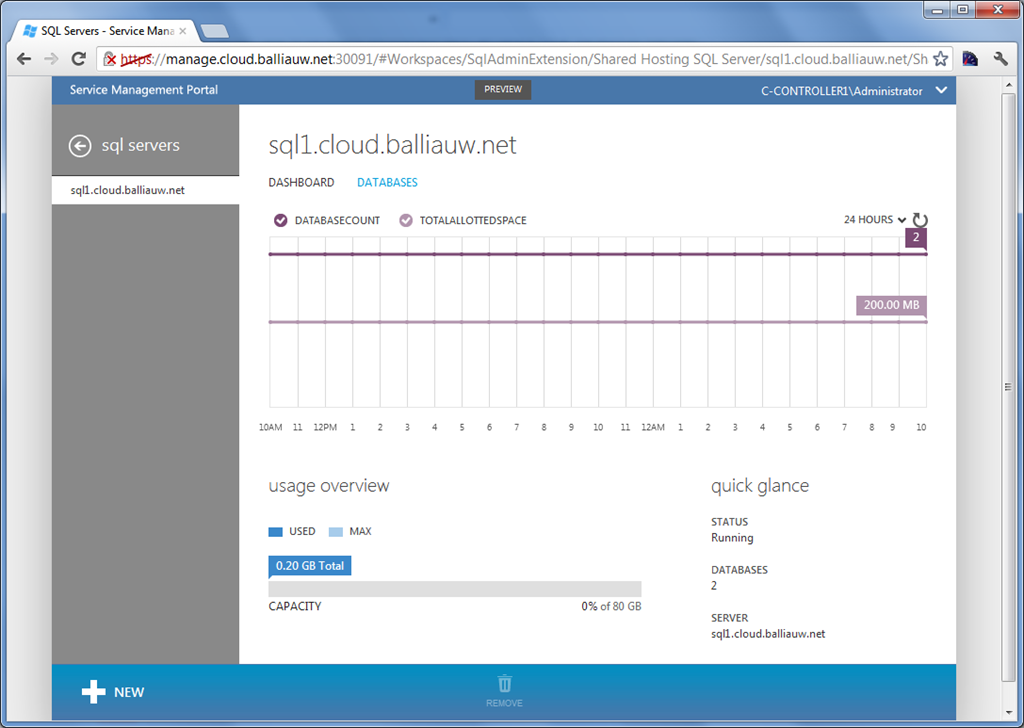 SQL Servers - Service Mana
https://manage.cloud.balliauw.net:30091/#Workspaces/SqlAdminExtension/Shared Hosting SQL Server/sql1.cloud.balliauw.net/Sh
Service Management Portal
PREVIEW
C-CONTROLLER1\Administrator
sql servers
sql1.cloud.balliauw.net
sql1.cloud.balliauw.net
DASHBOARD DATABASES
DATABASECOUNT TOTALALLOTTEDSPACE 24 HOURS
2
200.00 MB
10AM 11 12PM 1 2 3 4 5 6 7 8 9 10 11 12AM 1 2 3 4 5 6 7 8 9 10
usage overview
USED MAX
0.20 GB Total
CAPACITY 0% of 80 GB
quick glance
STATUS
Running
DATABASES
2
SERVER
sql1.cloud.balliauw.net
NEW
REMOVE